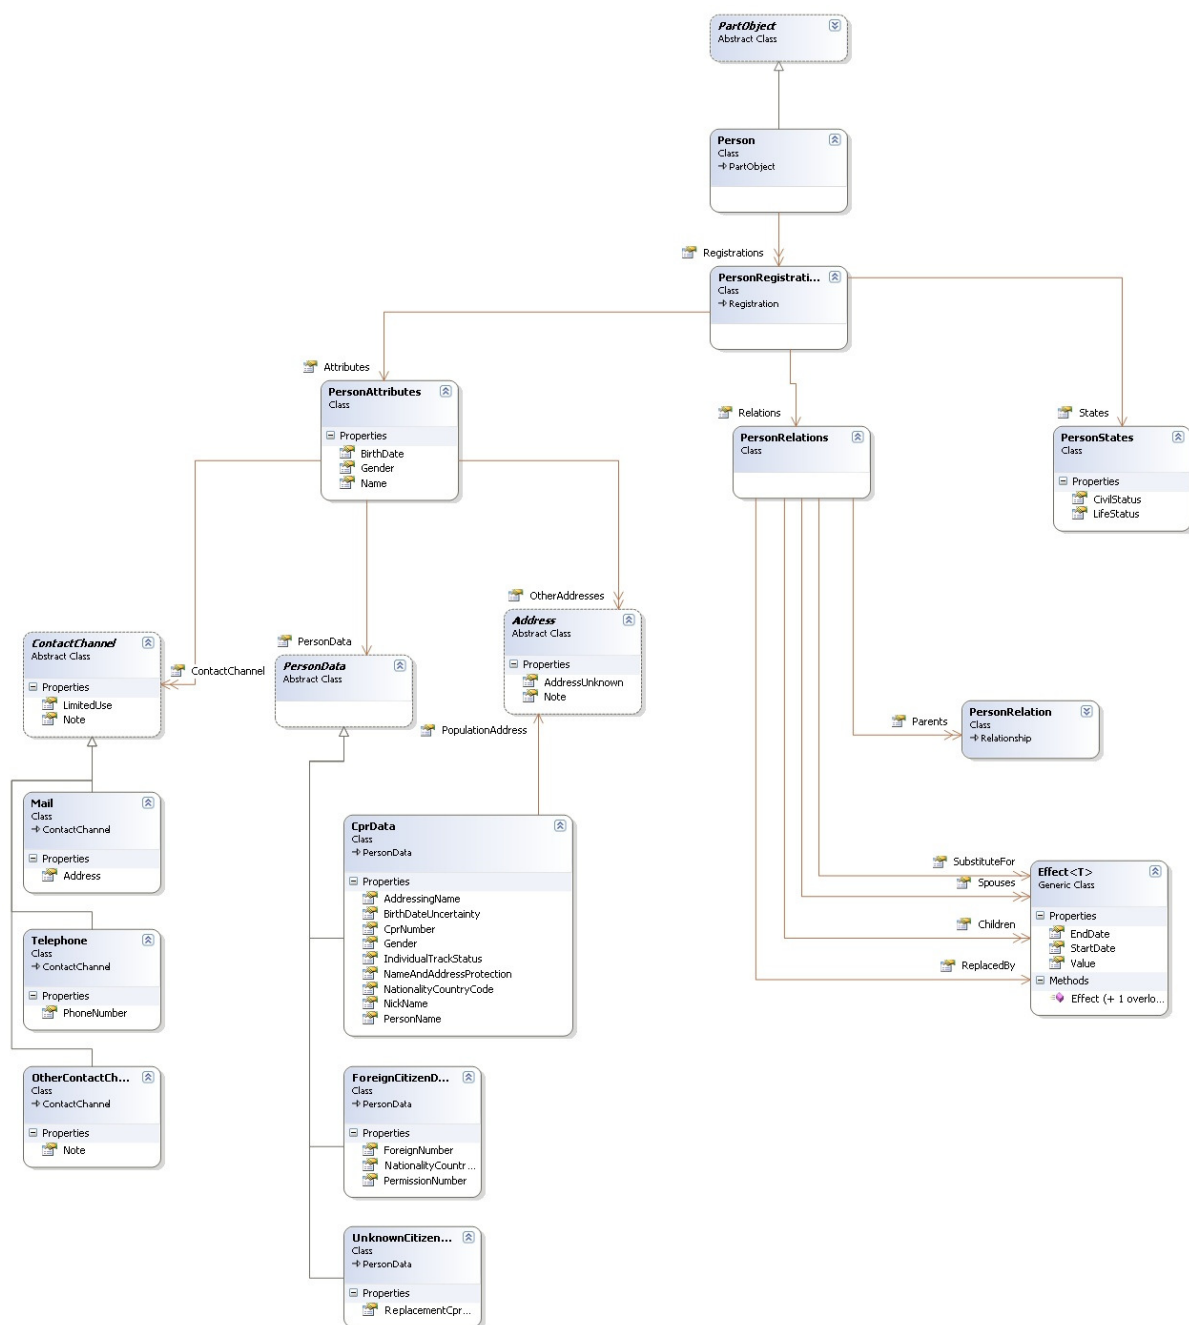 PartObject
Abstract Class
Person
Class
PartObject
Registrations
PersonRegistrati...
Class
Registration
Attributes
PersonAttributes
Class
Properties
BirthDate
Gender
Name
Relations
PersonRelations
Class
States
PersonStates
Class
Properties
CivilStatus
LifeStatus
ContactChannel
Abstract Class
Properties
LimitedUse
Note
ContactChannel
PersonData
PersonData
Abstract Class
OtherAddresses
Address
Abstract Class
Properties
AddressUnknown
Note
PopulationAddress
Parents
PersonRelation
Class
Relationship
Mail
Class
ContactChannel
Properties
Address
Telephone
Class
ContactChannel
Properties
PhoneNumber
OtherContactCh...
Class
ContactChannel
Properties
Note
CprData
Class
PersonData
Properties
AddressingName
BirthDateUncertainty
CprNumber
Gender
IndividualTrackStatus
NameAndAddressProtection
NationalityCountryCode
NickName
PersonName
ForeignCitizenD...
Class
PersonData
Properties
ForeignNumber
NationalityCountr...
PermissionNumber
UnknownCitizen...
Class
PersonData
Properties
ReplacementCpr...
SubstituteFor
Spouses
Children
ReplacedBy
Effect<T>
Generic Class
Properties
EndDate
StartDate
Value
Methods
Effect (+ 1 overlo...